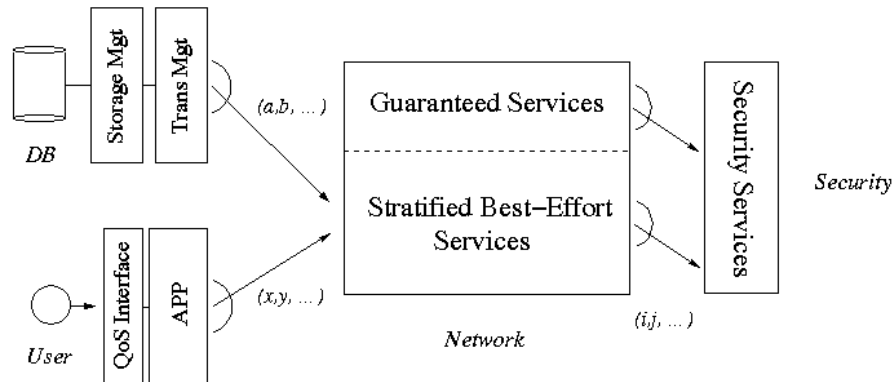 Storage Mgt
Trans Mgt
DB
(a,b, ... )
Guaranteed Services
Stratified Best–Effort
Services
Security Services
Security
QoS Interface
APP
User
(x,y, ... )
Network
(i,j, ... )